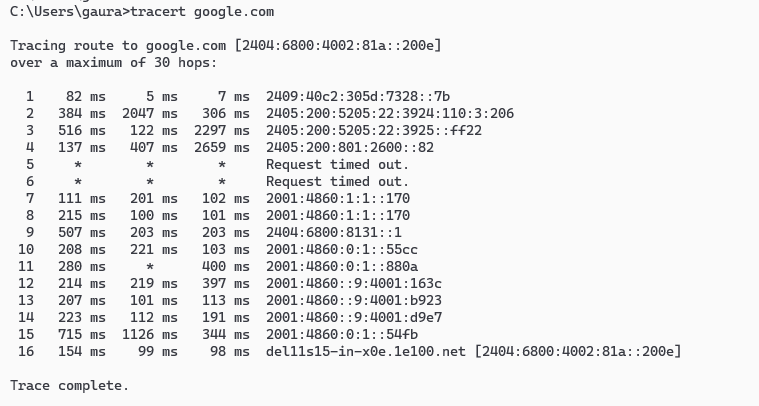 C:\Users\gaura>tracert google.com
Tracing route to google.com [2404:6800:4002:81a::200e]
over a maximum of 30 hops:
1 82 ms 5 ms 7 ms 2409:40c2:305d:7328::7b
2 384 ms 2047 ms 306 ms 2405:200:5205:22:3924:110:3:206
3 516 ms 122 ms 2297 ms 2405:200:5205:22:3925::ff22
4 137 ms 407 ms 2659 ms 2405:200:801:2600::82
5 * * * Request timed out.
6 * * * Request timed out.
7 111 ms 201 ms 102 ms 2001:4860:1:1::170
8 215 ms 100 ms 101 ms 2001:4860:1:1::170
9 507 ms 203 ms 203 ms 2404:6800:8131::1
10 208 ms 221 ms 103 ms 2001:4860:0:1::55cc
11 280 ms * 400 ms 2001:4860:0:1::880a
12 214 ms 219 ms 397 ms 2001:4860::9:4001:163c
13 207 ms 101 ms 113 ms 2001:4860::9:4001:b923
14 223 ms 112 ms 191 ms 2001:4860::9:4001:d9e7
15 715 ms 1126 ms 344 ms 2001:4860:0:1::54fb
16 154 ms 99 ms 98 ms del11s15-in-x0e.1e100.net [2404:6800:4002:81a::200e]
Trace complete.